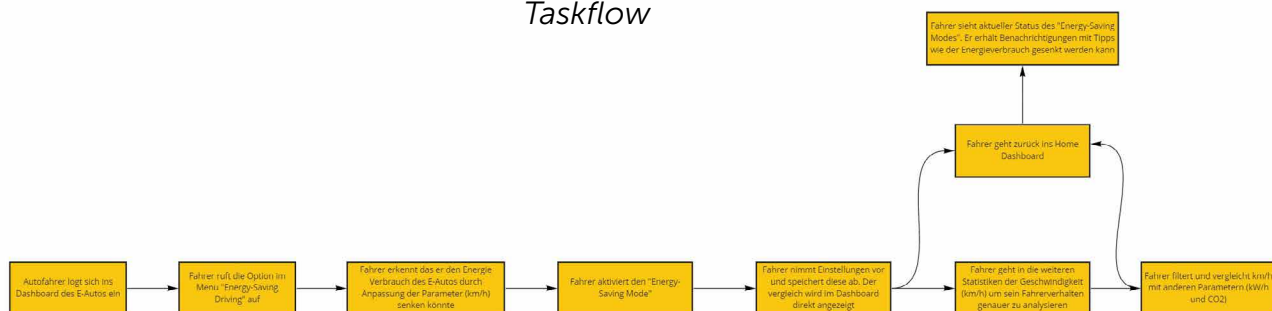 Taskflow
Fahrer sieht aktueller Status des "Energy-Saving
Modes". Er erhält Benachrichtigungen mit Tipps
wie der Energieverbrauch gesenkt werden kann
Fahrer geht zurück ins Home
Dashboard
Autofahrer logt sich ins
Dashboard des E-Autos ein
Fahrer ruft die Option im
Menu "Energy-Saving
Driving" auf
Fahrer erkennt das er den Energie
Verbrauch des E-Autos durch
Anpassung der Parameter (km/h)
senken könnte
Fahrer aktiviert den "Energy-
Saving Mode"
Fahrer nimmt Einstellungen vor
und speichert diese ab. Der
vergleich wird im Dashboard
direkt angezeigt
Fahrer geht in die weiteren
Statistiken der Geschwindigkeit
(km/h) um sein Fahrerverhalten
genauer zu analysieren
Fahrer filtert und vergleicht km/h
mit anderen Parametern (kW/h
und CO2)